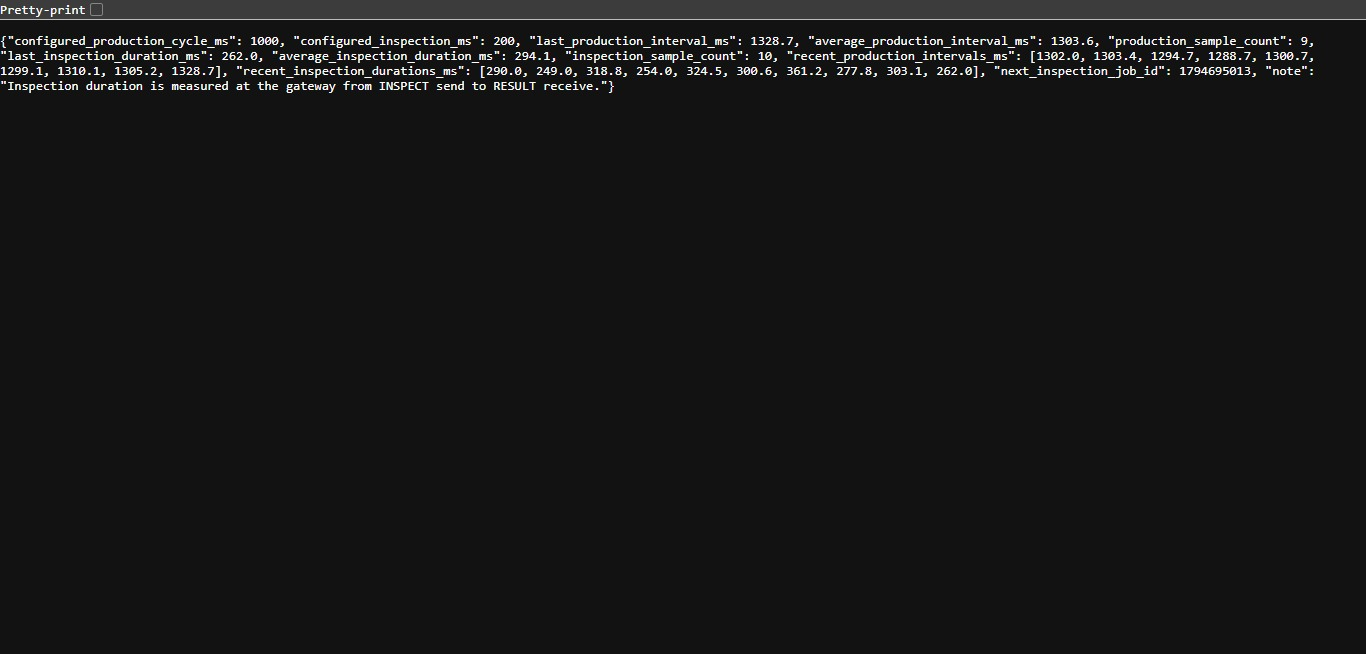 Pretty-print
{"configured_production_cycle_ms": 1000, "configured_inspection_ms": 200, "last_production_interval_ms": 1328.7, "average_production_interval_ms": 1303.6, "production_sample_count": 9,
"last_inspection_duration_ms": 262.0, "average_inspection_duration_ms": 294.1, "inspection_sample_count": 10, "recent_production_intervals_ms": [1302.0, 1303.4, 1294.7, 1288.7, 1300.7,
1299.1, 1310.1, 1305.2, 1328.7], "recent_inspection_durations_ms": [290.0, 249.0, 318.8, 254.0, 324.5, 300.6, 361.2, 277.8, 303.1, 262.0], "next_inspection_job_id": 1794695013, "note":
"Inspection duration is measured at the gateway from INSPECT send to RESULT receive."}